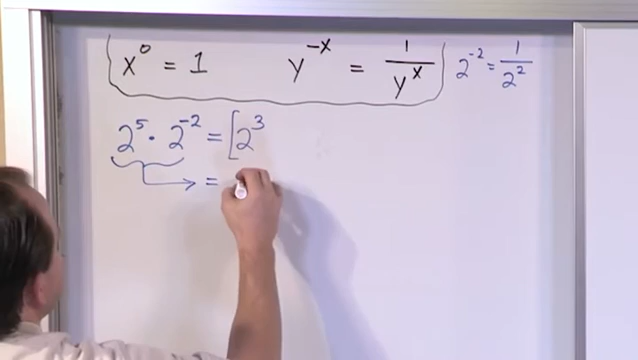 x⁰ = 1 y⁻ˣ = 1/yˣ 2⁻² = 1/2²
2⁵ · 2⁻² = [2³
=